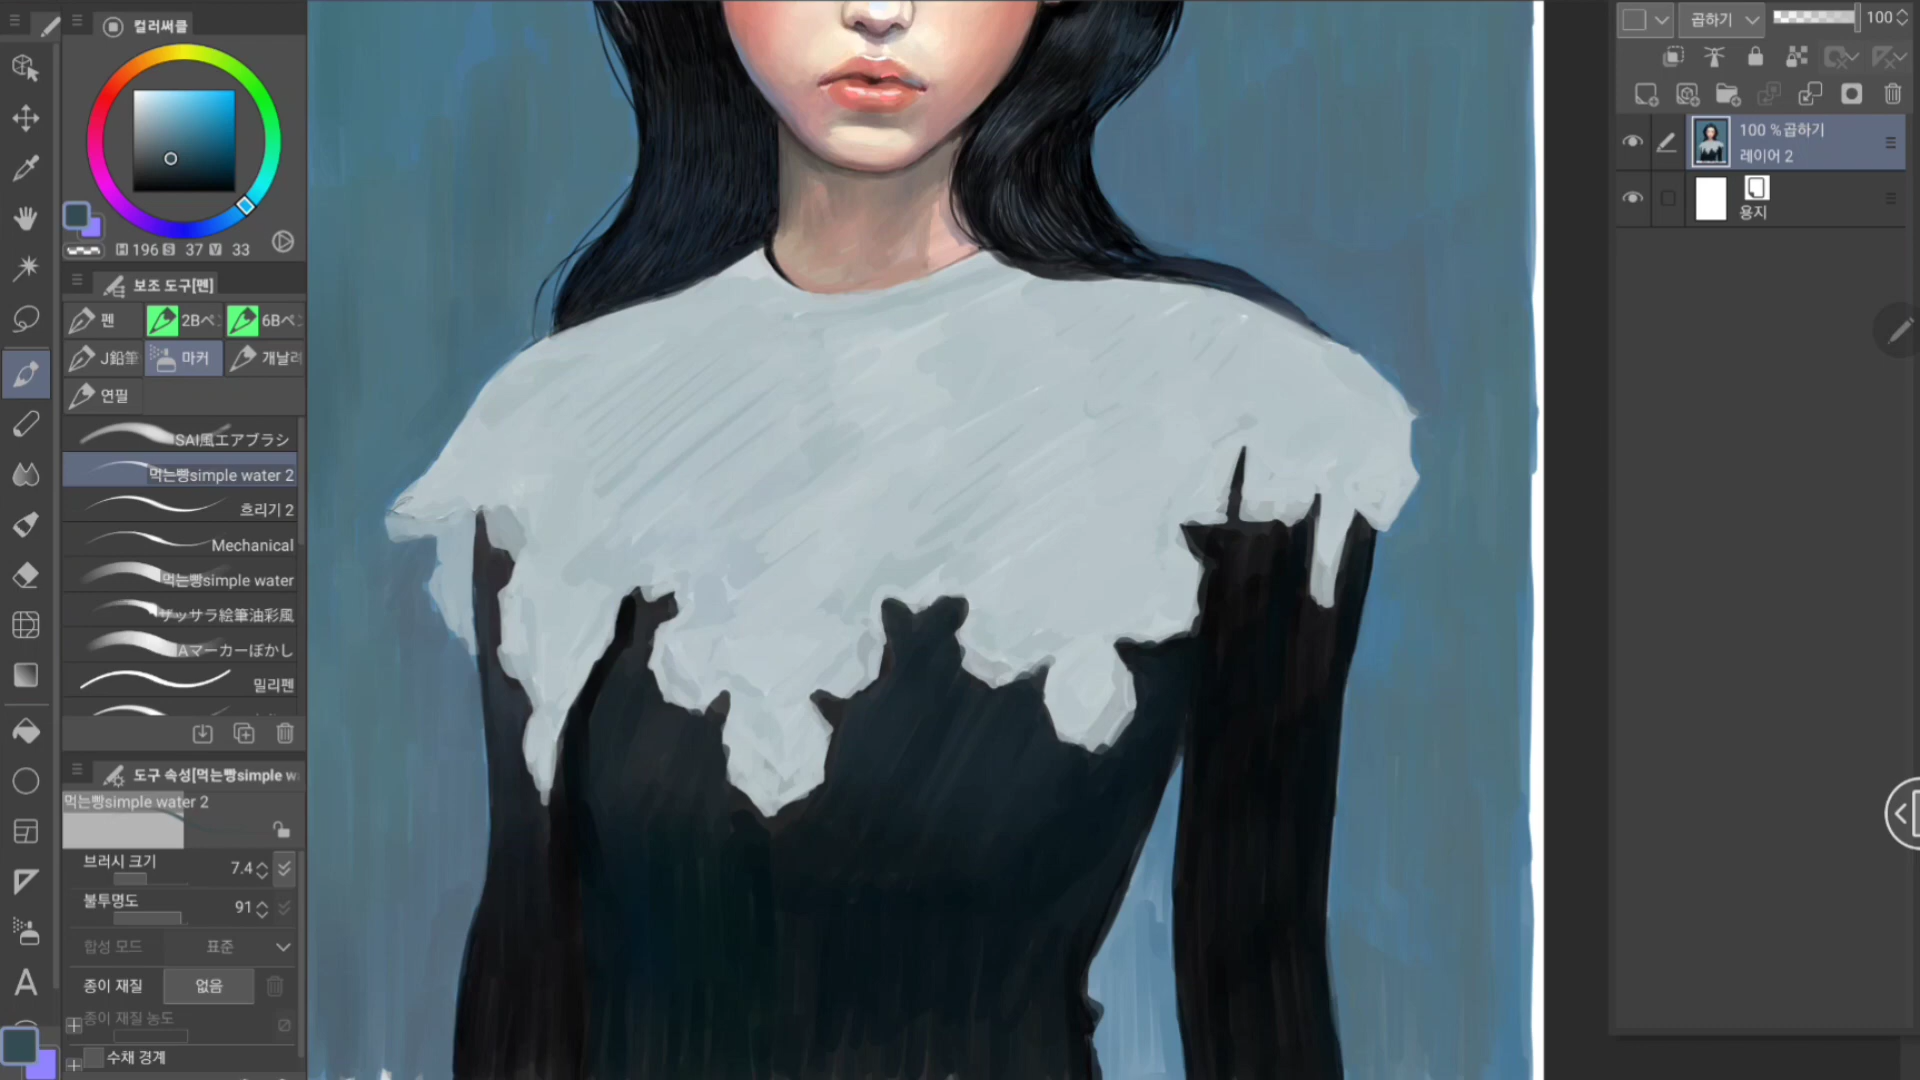 컬러써클
H 196 S 37 V 33
보조 도구[펜]
펜
2Bペン
6Bペ
J鉛筆
마커
연필
SAI風エアブラシ
먹는빵simple water 2
흐리기 2
Mechanical
먹는빵simple water
ザッサラ絵筆油彩風
Aマーカーぼかし
밀리펜
도구 속성[먹는빵simple w
먹는빵simple water 2
브러시 크기 7.4
불투명도 91
합성 모드 표준
종이 재질 없음
종이 재질 농도
수채 경계
A
곱하기 100
100 %곱하기
레이어 2
용지